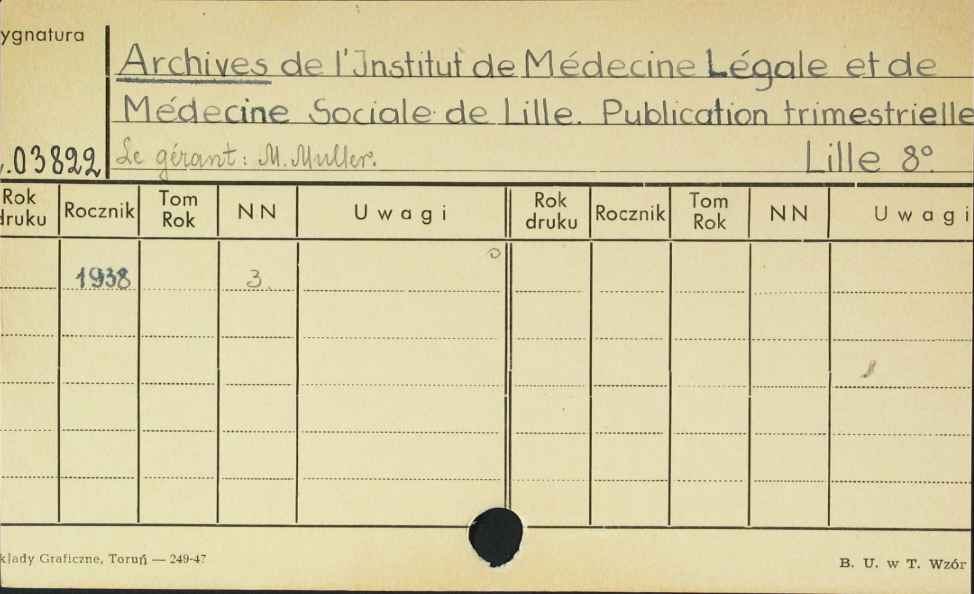 ygnatura
Archives de l'Institut de Médecine Légale et de
Médecine Sociale de Lille. Publication trimestrielle
.03822 Le gérant: M. Muller. Lille 8°.
Rok druku Rocznik Tom Rok NN Uwagi Rok druku Rocznik Tom Rok NN Uwagi
1938 3.
kłady Graficzne, Toruń — 249-47 B. U. w T. Wzór